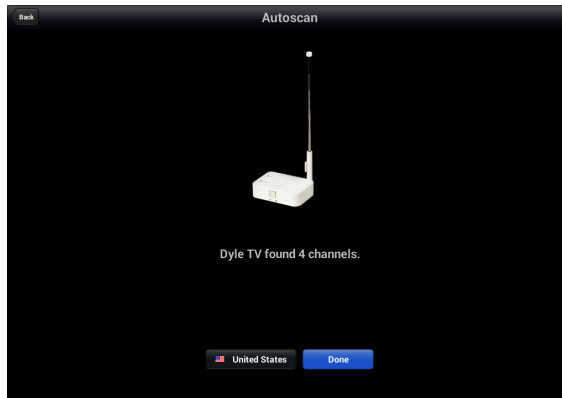 Back
Autoscan
Dyle TV found 4 channels.
United States
Done